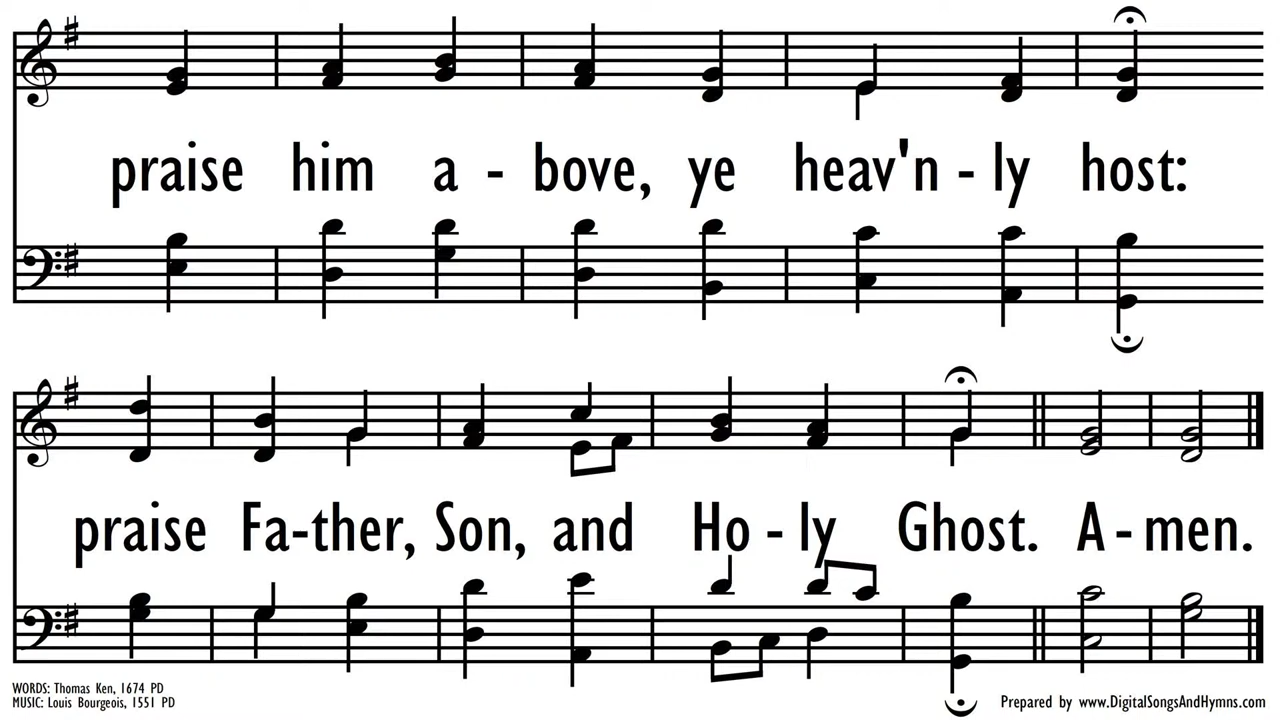 praise him a - bove, ye heav'n - ly host:
praise Fa-ther, Son, and Ho - ly Ghost. A-men.
WORDS: Thomas Ken, 1674 PD
MUSIC: Louis Bourgeois, 1551 PD
Prepared by www.DigitalSongsAndHymns.com